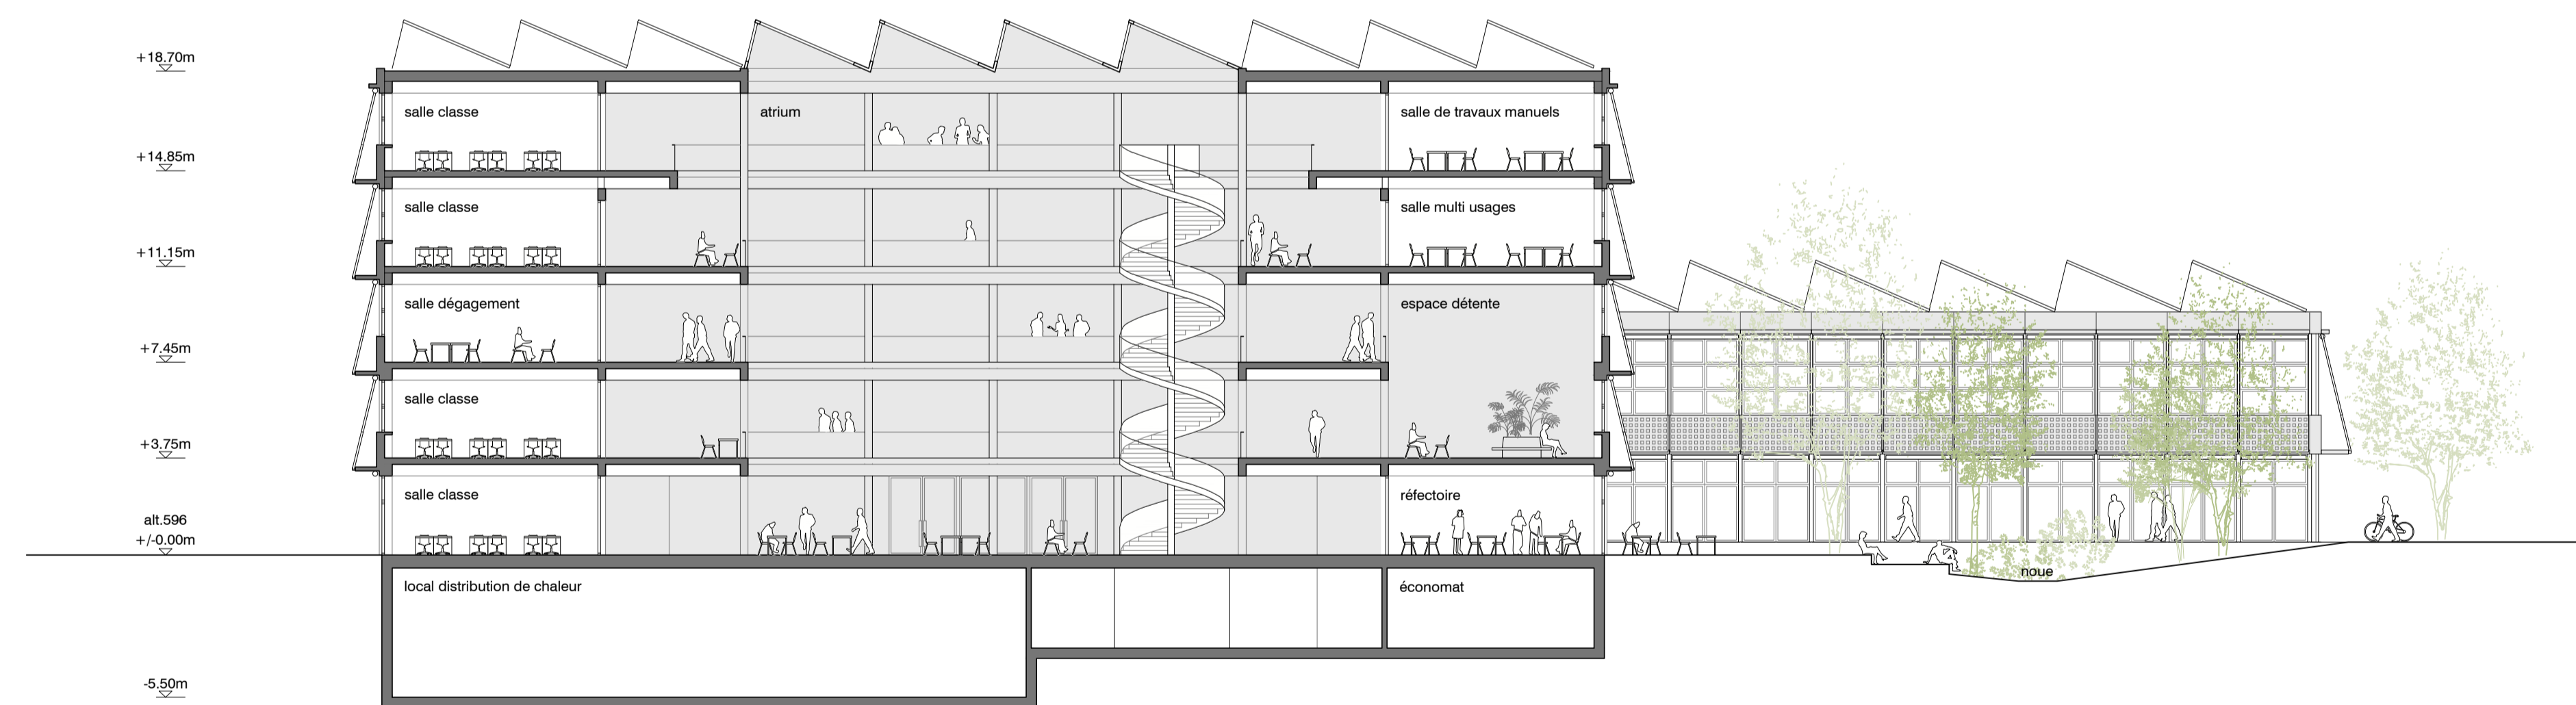 +18.70m
salle classe
atrium
salle de travaux manuels
+14.85m
salle classe
salle multi usages
+11.15m
salle dégagement
espace détente
+7.45m
salle classe
+3.75m
salle classe
réfectoire
alt.596
+/-0.00m
noue
local distribution de chaleur
économat
-5.50m